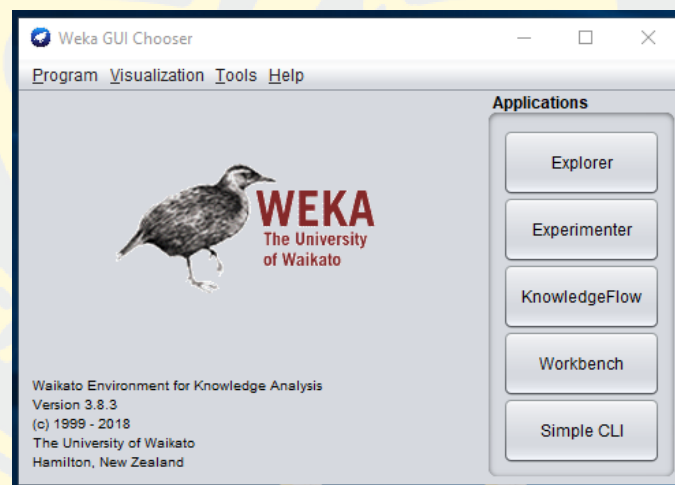 Weka GUI Chooser
Program Visualization Tools Help
Applications
WEKA
The University
of Waikato
Explorer
Experimenter
KnowledgeFlow
Workbench
Simple CLI
Waikato Environment for Knowledge Analysis
Version 3.8.3
(c) 1999 - 2018
The University of Waikato
Hamilton, New Zealand